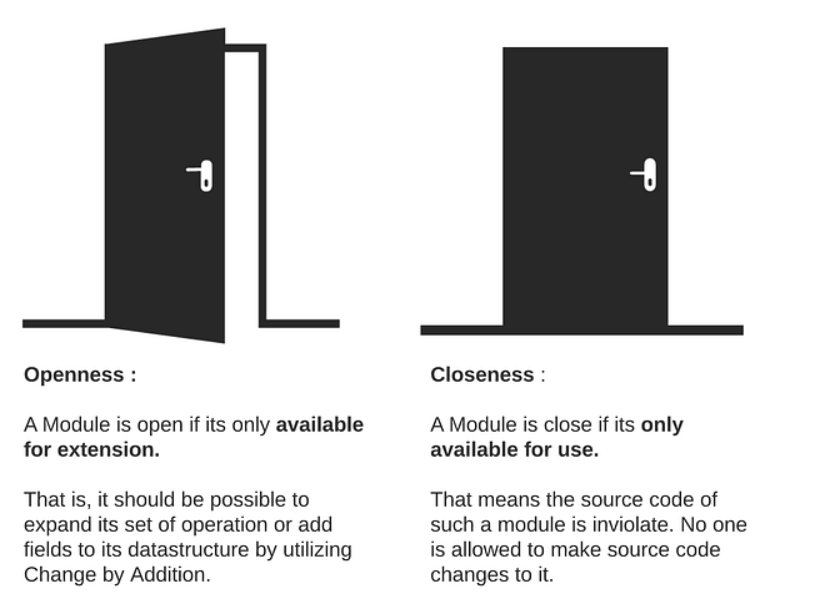 Openness :
A Module is open if its only available
for extension.
That is, it should be possible to
expand its set of operation or add
fields to its datastructure by utilizing
Change by Addition.
Closeness :
A Module is close if its only
available for use.
That means the source code of
such a module is inviolate. No one
is allowed to make source code
changes to it.